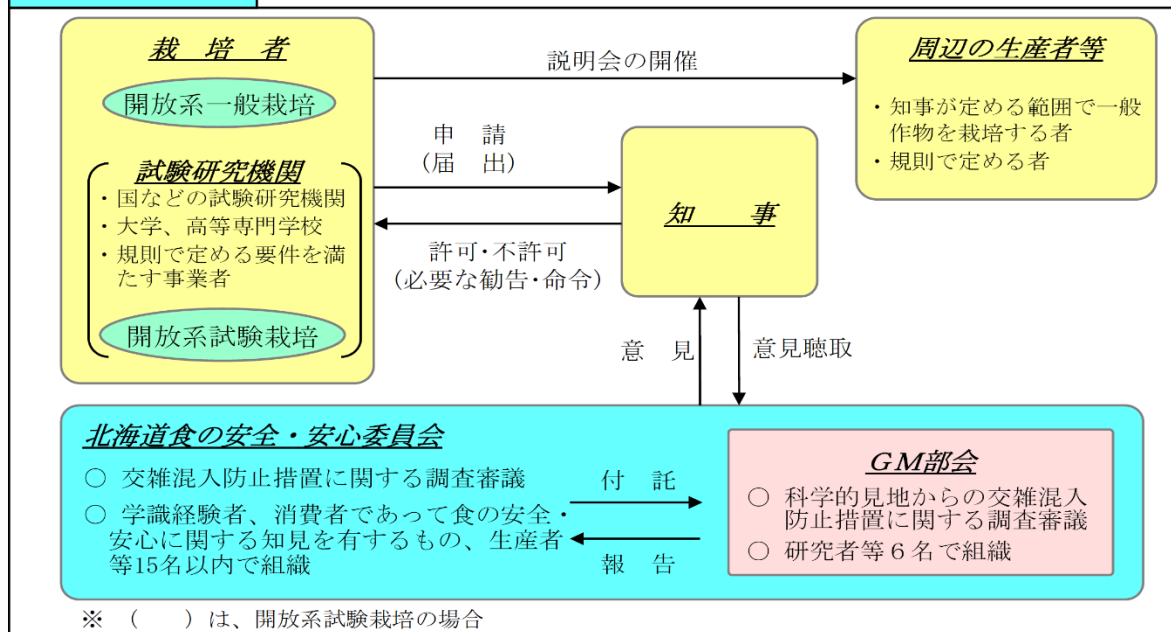 栽　培　者
開放系一般栽培
試験研究機関
・国などの試験研究機関
・大学、高等専門学校
・規則で定める要件を満
たす事業者
開放系試験栽培
説明会の開催
周辺の生産者等
・知事が定める範囲で一般
作物を栽培する者
・規則で定める者
申　請
(届　出)
許可・不許可
(必要な勧告・命令)
知　　事
意　見
意見聴取
北海道食の安全・安心委員会
○ 交雑混入防止措置に関する調査審議
○ 学識経験者、消費者であって食の安全・
安心に関する知見を有するもの、生産者
等15名以内で組織
付　託
報　告
ＧＭ部会
○ 科学的見地からの交雑混入
防止措置に関する調査審議
○ 研究者等６名で組織
※ （　　）は、開放系試験栽培の場合